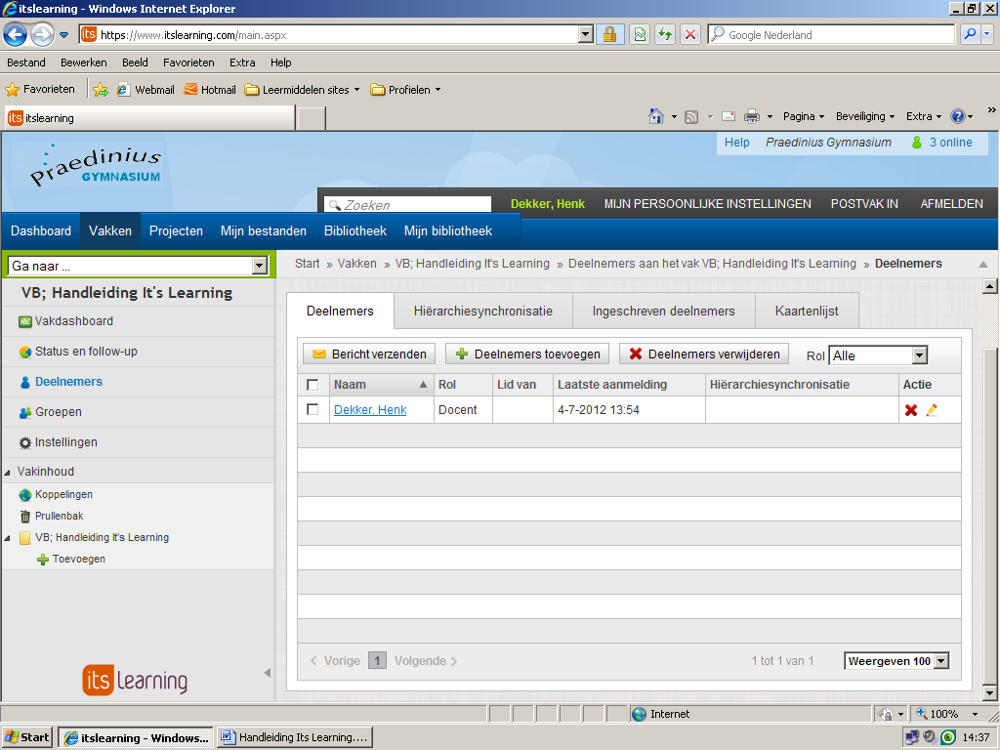 itslearning - Windows Internet Explorer
https://www.itslearning.com/main.aspx
Google Nederland
Bestand Bewerken Beeld Favorieten Extra Help
Favorieten Webmail Hotmail Leermiddelen sites Profielen
its itslearning
Pagina Beveiliging Extra
Help Praedinius Gymnasium 3 online
Praedinius
GYMNASIUM
Zoeken Dekker, Henk MIJN PERSOONLIJKE INSTELLINGEN POSTVAK IN AFMELDEN
Dashboard Vakken Projecten Mijn bestanden Bibliotheek Mijn bibliotheek
Ga naar ...
Start » Vakken » VB; Handleiding It's Learning » Deelnemers aan het vak VB; Handleiding It's Learning » Deelnemers
VB; Handleiding It's Learning
Vakdashboard
Status en follow-up
Deelnemers
Groepen
Instellingen
Vakinhoud
Koppelingen
Prullenbak
VB; Handleiding It's Learning
Toevoegen
its Learning
Deelnemers Hiërarchiesynchronisatie Ingeschreven deelnemers Kaartenlijst
Bericht verzenden Deelnemers toevoegen Deelnemers verwijderen Rol Alle
Naam Rol Lid van Laatste aanmelding Hiërarchiesynchronisatie Actie
Dekker, Henk Docent 4-7-2012 13:54
Vorige 1 Volgende 1 tot 1 van 1 Weergeven 100
Internet 100%
Start itslearning - Windows... Handleiding Its Learning.... 14:37